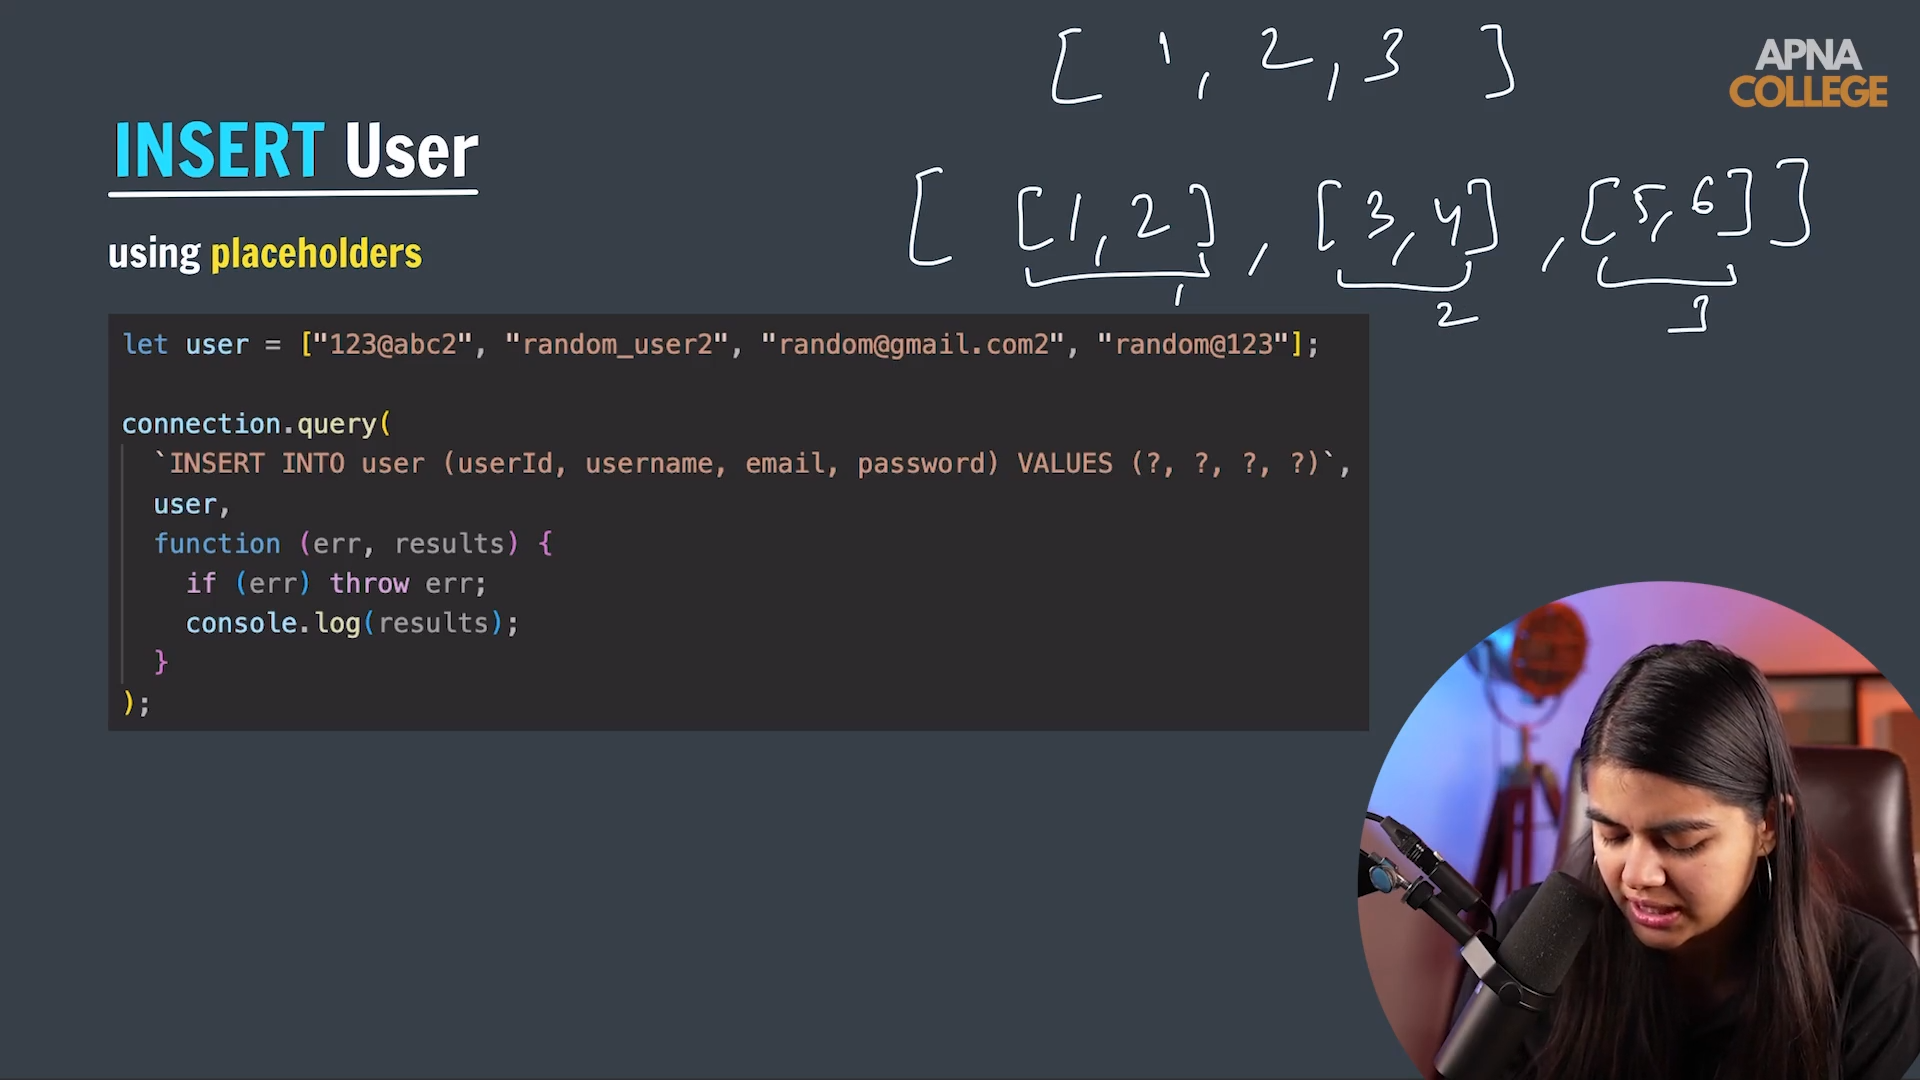 [ 1, 2, 3 ]
APNA
COLLEGE
INSERT User
[ [1, 2], [3, 4], [5, 6] ]
1 2 3
using placeholders
let user = ["123@abc2", "random_user2", "random@gmail.com2", "random@123"];
connection.query(
`INSERT INTO user (userId, username, email, password) VALUES (?, ?, ?, ?)`,
user,
function (err, results) {
if (err) throw err;
console.log(results);
}
);